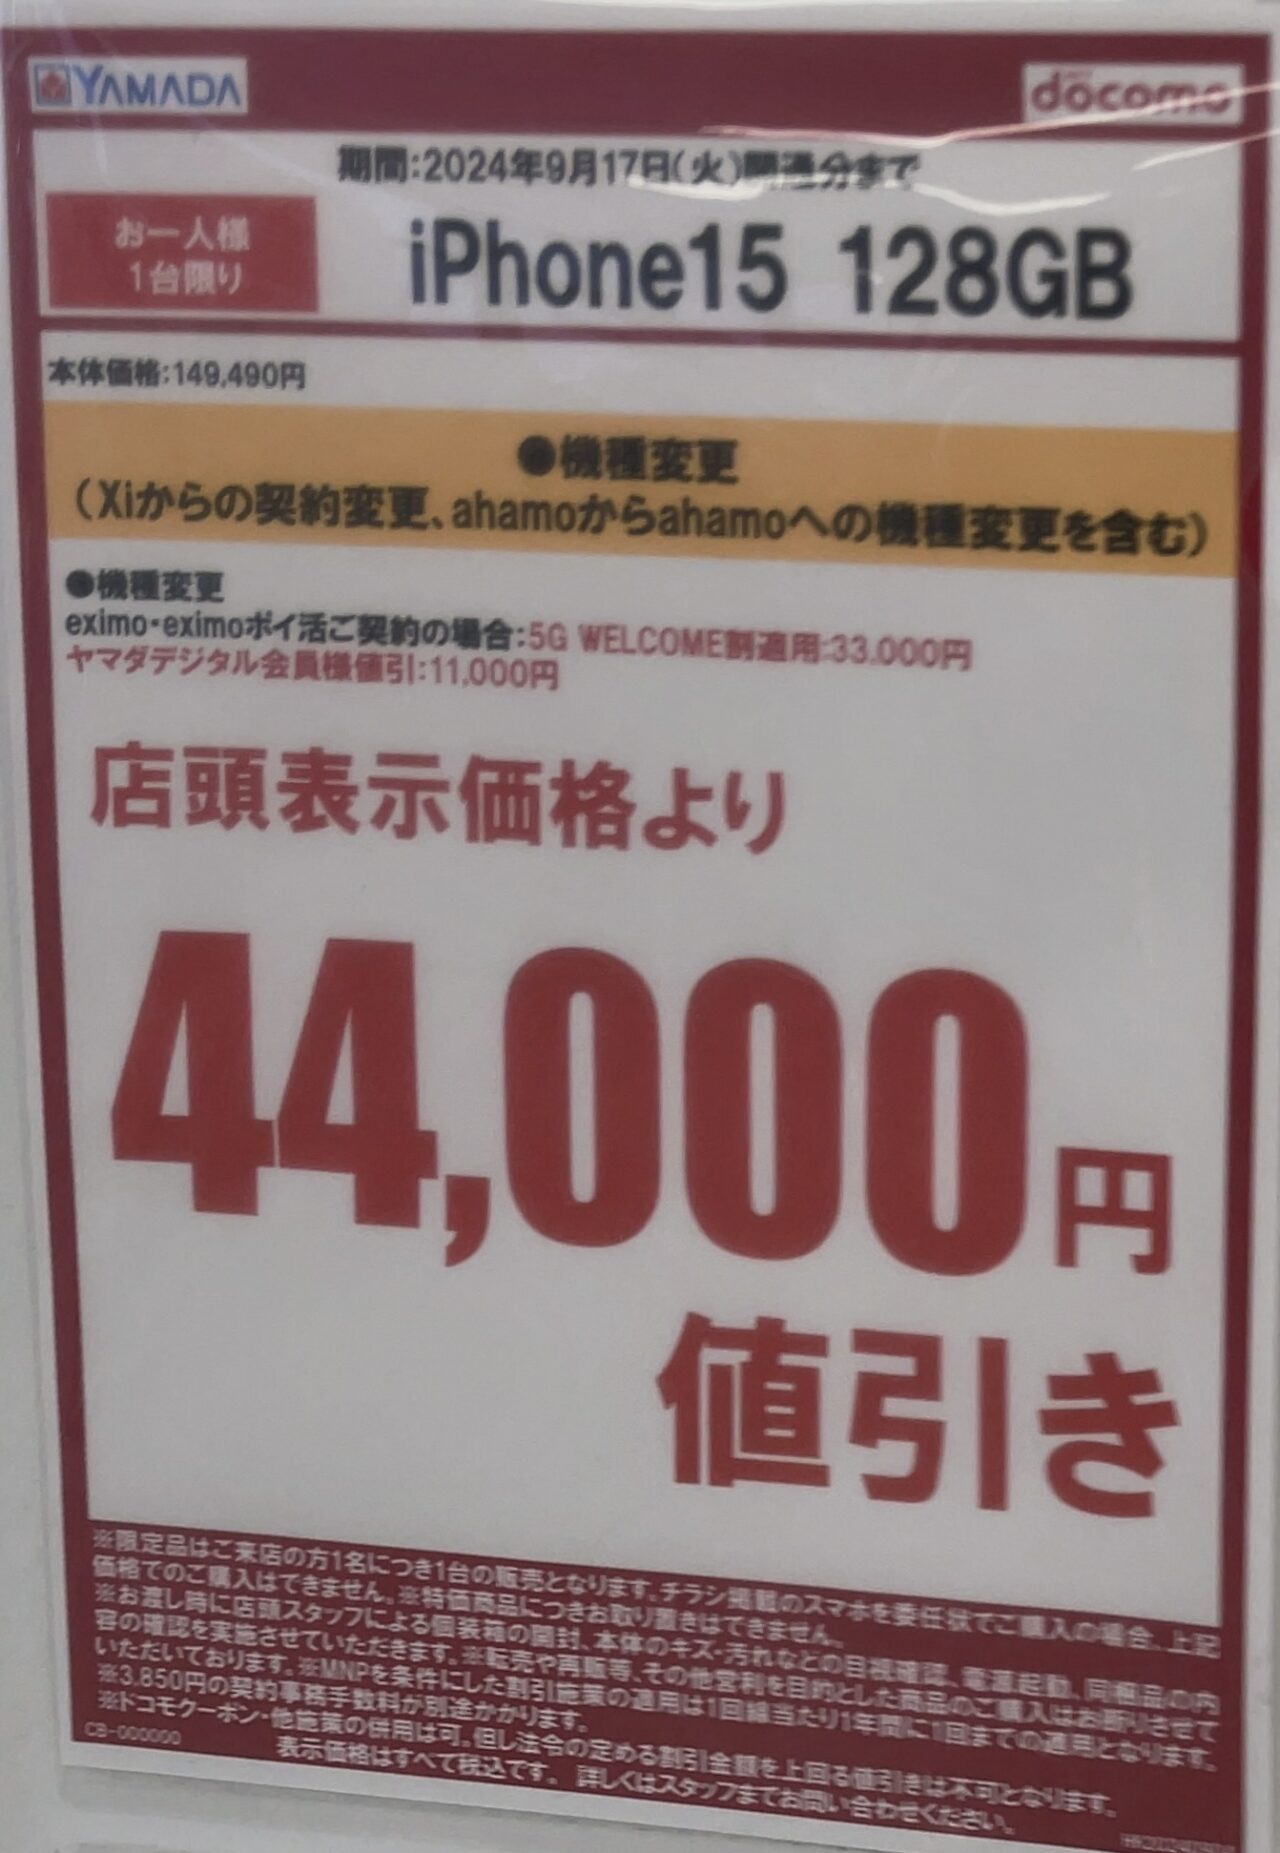 YAMADA
docomo
期間:2024年9月17日(火)開通分まで
お一人様
1台限り
iPhone15 128GB
本体価格:149,490円
●機種変更
(Xiからの契約変更、ahamoからahamoへの機種変更を含む)
●機種変更
eximo・eximoポイ活ご契約の場合:5G WELCOME割適用:33,000円
ヤマダデジタル会員様値引:11,000円
店頭表示価格より
44,000円
値引き
※限定品はご来店の方1名につき1台の販売となります。チラシ掲載のスマホを委任状でご購入の場合、上記
価格でのご購入はできません。※特価商品につきお取り置きはできません。
※お渡し時に店頭スタッフによる個装箱の開封、本体のキズ・汚れなどの目視確認、電源起動、同梱品の内
容の確認を実施させていただきます。※転売や再販等、その他営利を目的とした商品のご購入はお断りさせて
いただいております。※MNPを条件にした割引施策の適用は1回線当たり1年間に1回までの適用となります。
※3,850円の契約事務手数料が別途かかります。
※ドコモクーポン・他施策の併用は可。但し法令の定める割引金額を上回る値引きは不可となります。
CB-000000
表示価格はすべて税込です。 詳しくはスタッフまでお問い合わせください。